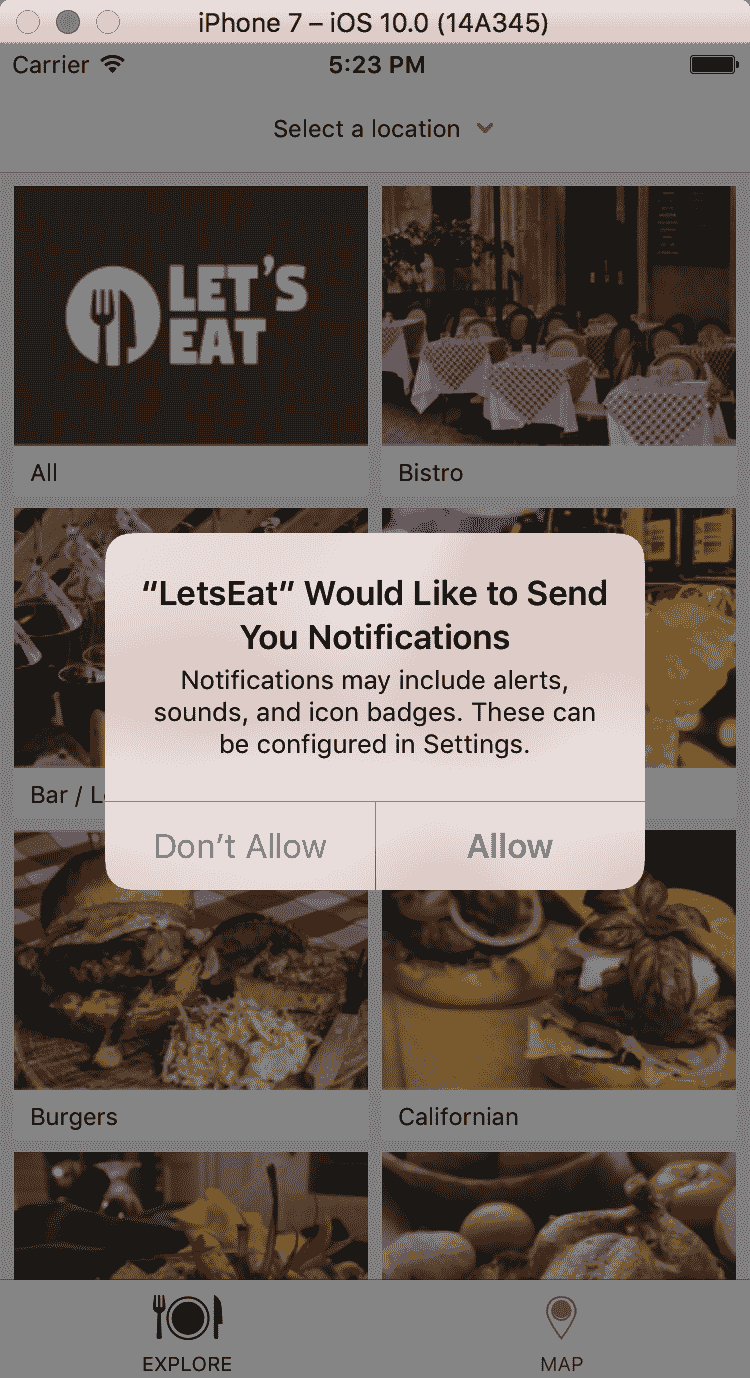 iPhone 7 – iOS 10.0 (14A345)
Carrier
5:23 PM
Select a location
LET'S
EAT
All
Bistro
“LetsEat” Would Like to Send
You Notifications
Notifications may include alerts,
sounds, and icon badges. These can
be configured in Settings.
Bar / L
Don’t Allow
Allow
Burgers
Californian
EXPLORE
MAP